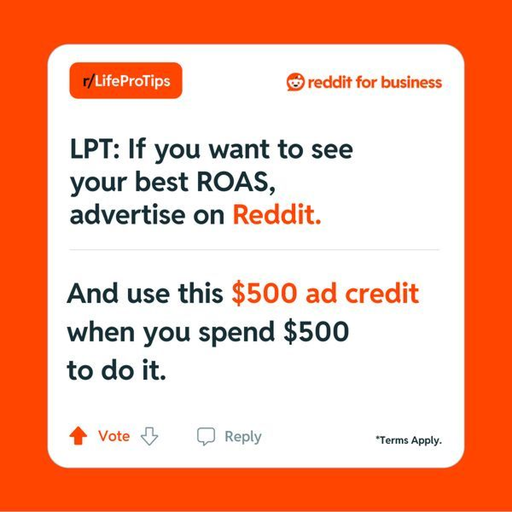 r/LifeProTips
reddit for business
LPT: If you want to see
your best ROAS,
advertise on Reddit.
And use this $500 ad credit
when you spend $500
to do it.
Vote
Reply
*Terms Apply.